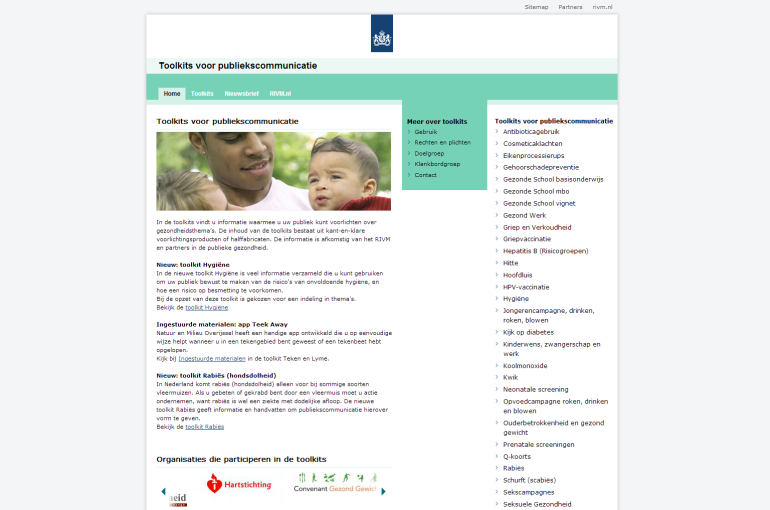 Sitemap Partners rivm.nl
Toolkits voor publiekscommunicatie
Home Toolkits Nieuwsbrief RIVM.nl
Toolkits voor publiekscommunicatie
In de toolkits vindt u informatie waarmee u uw publiek kunt voorlichten over
gezondheidsthema's. De inhoud van de toolkits bestaat uit kant-en-klare
voorlichtingsproducten of halffabricaten. De informatie is afkomstig van het RIVM
en partners in de publieke gezondheid.
Nieuw: toolkit Hygiëne
In de nieuwe toolkit Hygiëne is veel informatie verzameld die u kunt gebruiken
om uw publiek bewust te maken van de risico's van onvoldoende hygiëne, en
hoe een risico op besmetting te voorkomen.
Bij de opzet van deze toolkit is gekozen voor een indeling in thema's.
Bekijk de toolkit Hygiëne
Ingestuurde materialen: app Teek Away
Natuur en Milieu Overijssel heeft een handige app ontwikkeld die u op eenvoudige
wijze helpt wanneer u in een tekengebied bent geweest of een tekenbeet hebt
opgelopen.
Kijk bij Ingestuurde materialen in de toolkit Teken en Lyme.
Nieuw: toolkit Rabiës (hondsdolheid)
In Nederland komt rabiës (hondsdolheid) alleen voor bij sommige soorten
vleermuizen. Als u gebeten of gekrabd bent door een vleermuis moet u actie
ondernemen, want rabiës is wel een ziekte met dodelijke afloop. De nieuwe
toolkit Rabiës geeft informatie en handvatten om publiekscommunicatie hierover
vorm te geven.
Bekijk de toolkit Rabiës
Organisaties die participeren in de toolkits
heid
Hartstichting
Convenant Gezond Gewicht
Meer over toolkits
Gebruik
Rechten en plichten
Doelgroep
Klankbordgroep
Contact
Toolkits voor publiekscommunicatie
Antibioticagebruik
Cosmeticaklachten
Eikenprocessierups
Gehoorschadepreventie
Gezonde School basisonderwijs
Gezonde School mbo
Gezonde School vignet
Gezond Werk
Griep en Verkoudheid
Griepvaccinatie
Hepatitis B (Risicogroepen)
Hitte
Hoofdluis
HPV-vaccinatie
Hygiëne
Jongerencampagne, drinken,
roken, blowen
Kijk op diabetes
Kinderwens, zwangerschap en
werk
Koolmonoxide
Kwik
Neonatale screening
Opvoedcampagne roken, drinken
en blowen
Ouderbetrokkenheid en gezond
gewicht
Prenatale screeningen
Q-koorts
Rabiës
Schurft (scabiës)
Sekscampagnes
Seksuele Gezondheid